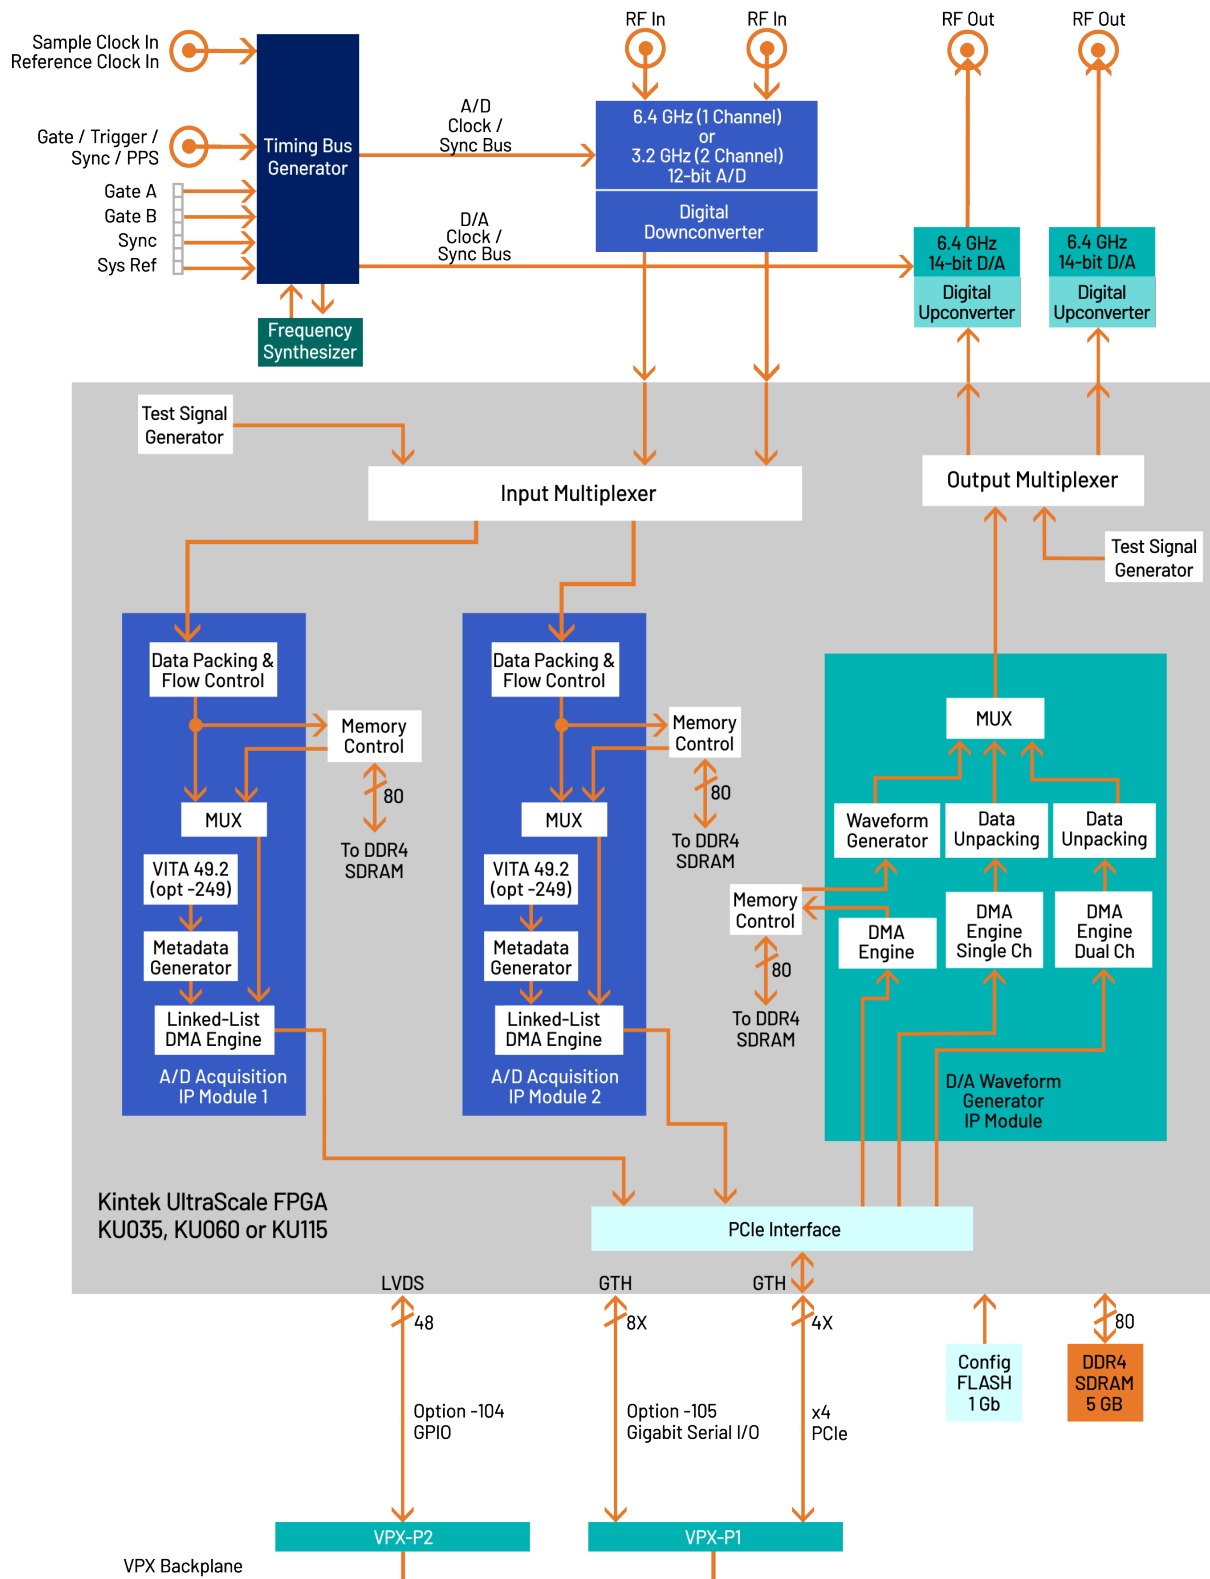 RF In
RF In
RF Out
RF Out
Sample Clock In
Reference Clock In
Gate / Trigger /
Sync / PPS
Gate A
Gate B
Sync
Sys Ref
Timing Bus
Generator
Frequency
Synthesizer
A/D
Clock /
Sync Bus
D/A
Clock /
Sync Bus
6.4 GHz (1 Channel)
or
3.2 GHz (2 Channel)
12-bit A/D
Digital
Downconverter
6.4 GHz
14-bit D/A
Digital
Upconverter
6.4 GHz
14-bit D/A
Digital
Upconverter
Test Signal
Generator
Input Multiplexer
Output Multiplexer
Test Signal
Generator
Data Packing &
Flow Control
Memory
Control
80
To DDR4
SDRAM
MUX
VITA 49.2
(opt -249)
Metadata
Generator
Linked-List
DMA Engine
A/D Acquisition
IP Module 1
Data Packing &
Flow Control
Memory
Control
80
To DDR4
SDRAM
MUX
VITA 49.2
(opt -249)
Metadata
Generator
Linked-List
DMA Engine
A/D Acquisition
IP Module 2
MUX
Waveform
Generator
Data
Unpacking
Data
Unpacking
Memory
Control
80
To DDR4
SDRAM
DMA
Engine
DMA
Engine
Single Ch
DMA
Engine
Dual Ch
D/A Waveform
Generator
IP Module
Kintek UltraScale FPGA
KU035, KU060 or KU115
PCIe Interface
LVDS
GTH
GTH
48
8X
4X
80
Config
FLASH
1 Gb
DDR4
SDRAM
5 GB
Option -104
GPIO
Option -105
Gigabit Serial I/O
x4
PCIe
VPX-P2
VPX-P1
VPX Backplane